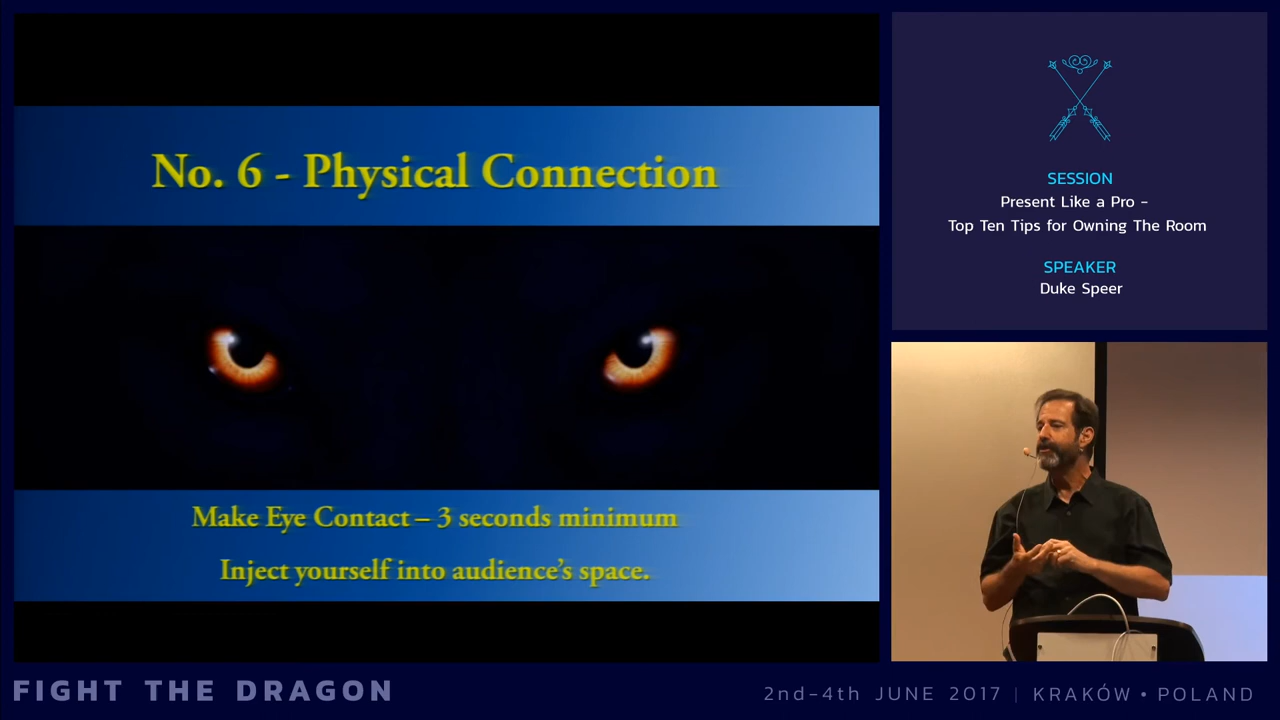 No. 6 - Physical Connection
Make Eye Contact – 3 seconds minimum
Inject yourself into audience’s space.
SESSION
Present Like a Pro -
Top Ten Tips for Owning The Room
SPEAKER
Duke Speer
FIGHT THE DRAGON
2nd-4th JUNE 2017 | KRAKÓW • POLAND